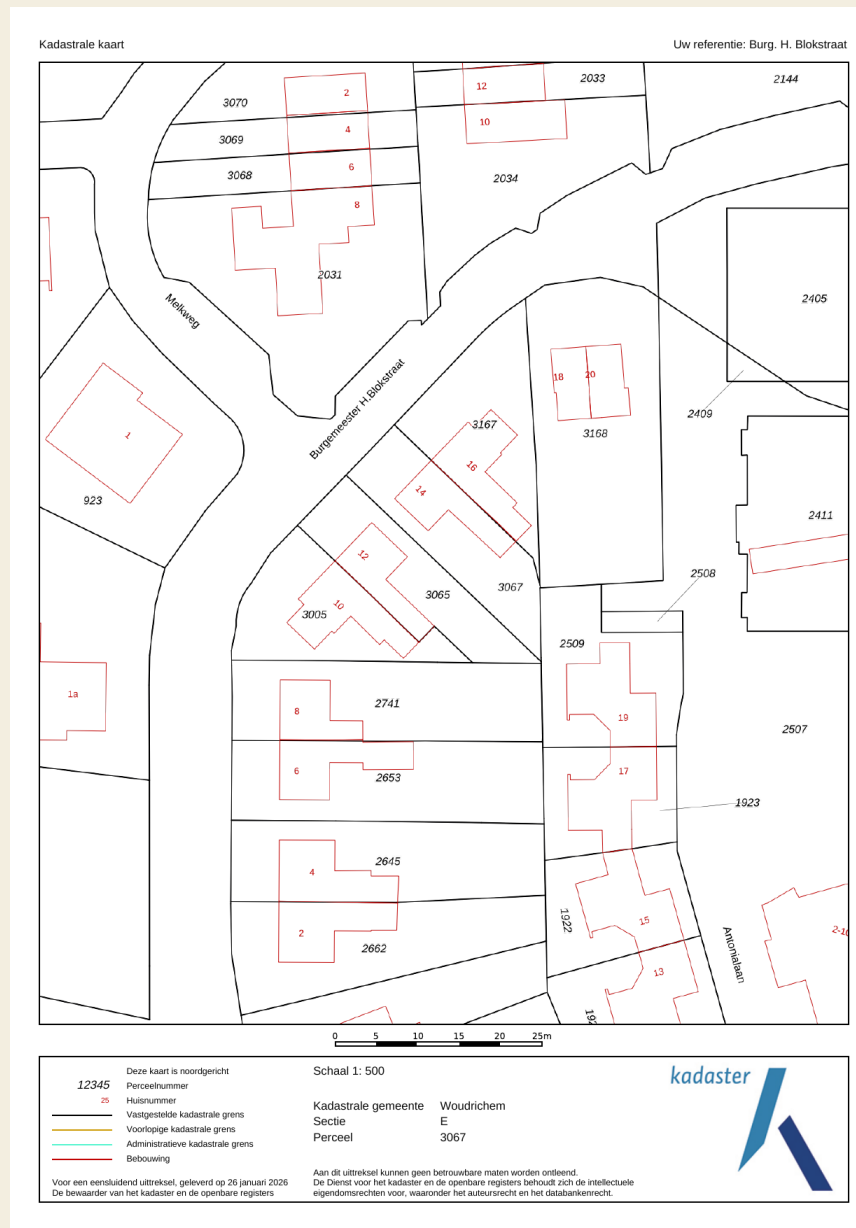 Kadastrale kaart
Uw referentie: Burg. H. Blokstraat
2
12
2033
2144
3070
4
10
3069
6
3068
2034
8
2031
Melkweg
2405
Burgemeester H.Blokstraat
18
20
2409
3167
3168
1
16
14
923
2411
12
2508
3067
3065
10
3005
2509
1a
2741
8
19
2507
6
17
2653
1923
2645
4
1922
15
2
2662
Antonialaan
13
0 5 10 15 20 25m
Deze kaart is noordgericht
12345 Perceelnummer
25 Huisnummer
Vastgestelde kadastrale grens
Voorlopige kadastrale grens
Administratieve kadastrale grens
Bebouwing
Voor een eensluidend uittreksel, geleverd op 26 januari 2026
De bewaarder van het kadaster en de openbare registers
Schaal 1: 500
Kadastrale gemeente Woudrichem
Sectie E
Perceel 3067
Aan dit uittreksel kunnen geen betrouwbare maten worden ontleend.
De Dienst voor het kadaster en de openbare registers behoudt zich de intellectuele
eigendomsrechten voor, waaronder het auteursrecht en het databankenrecht.
kadaster